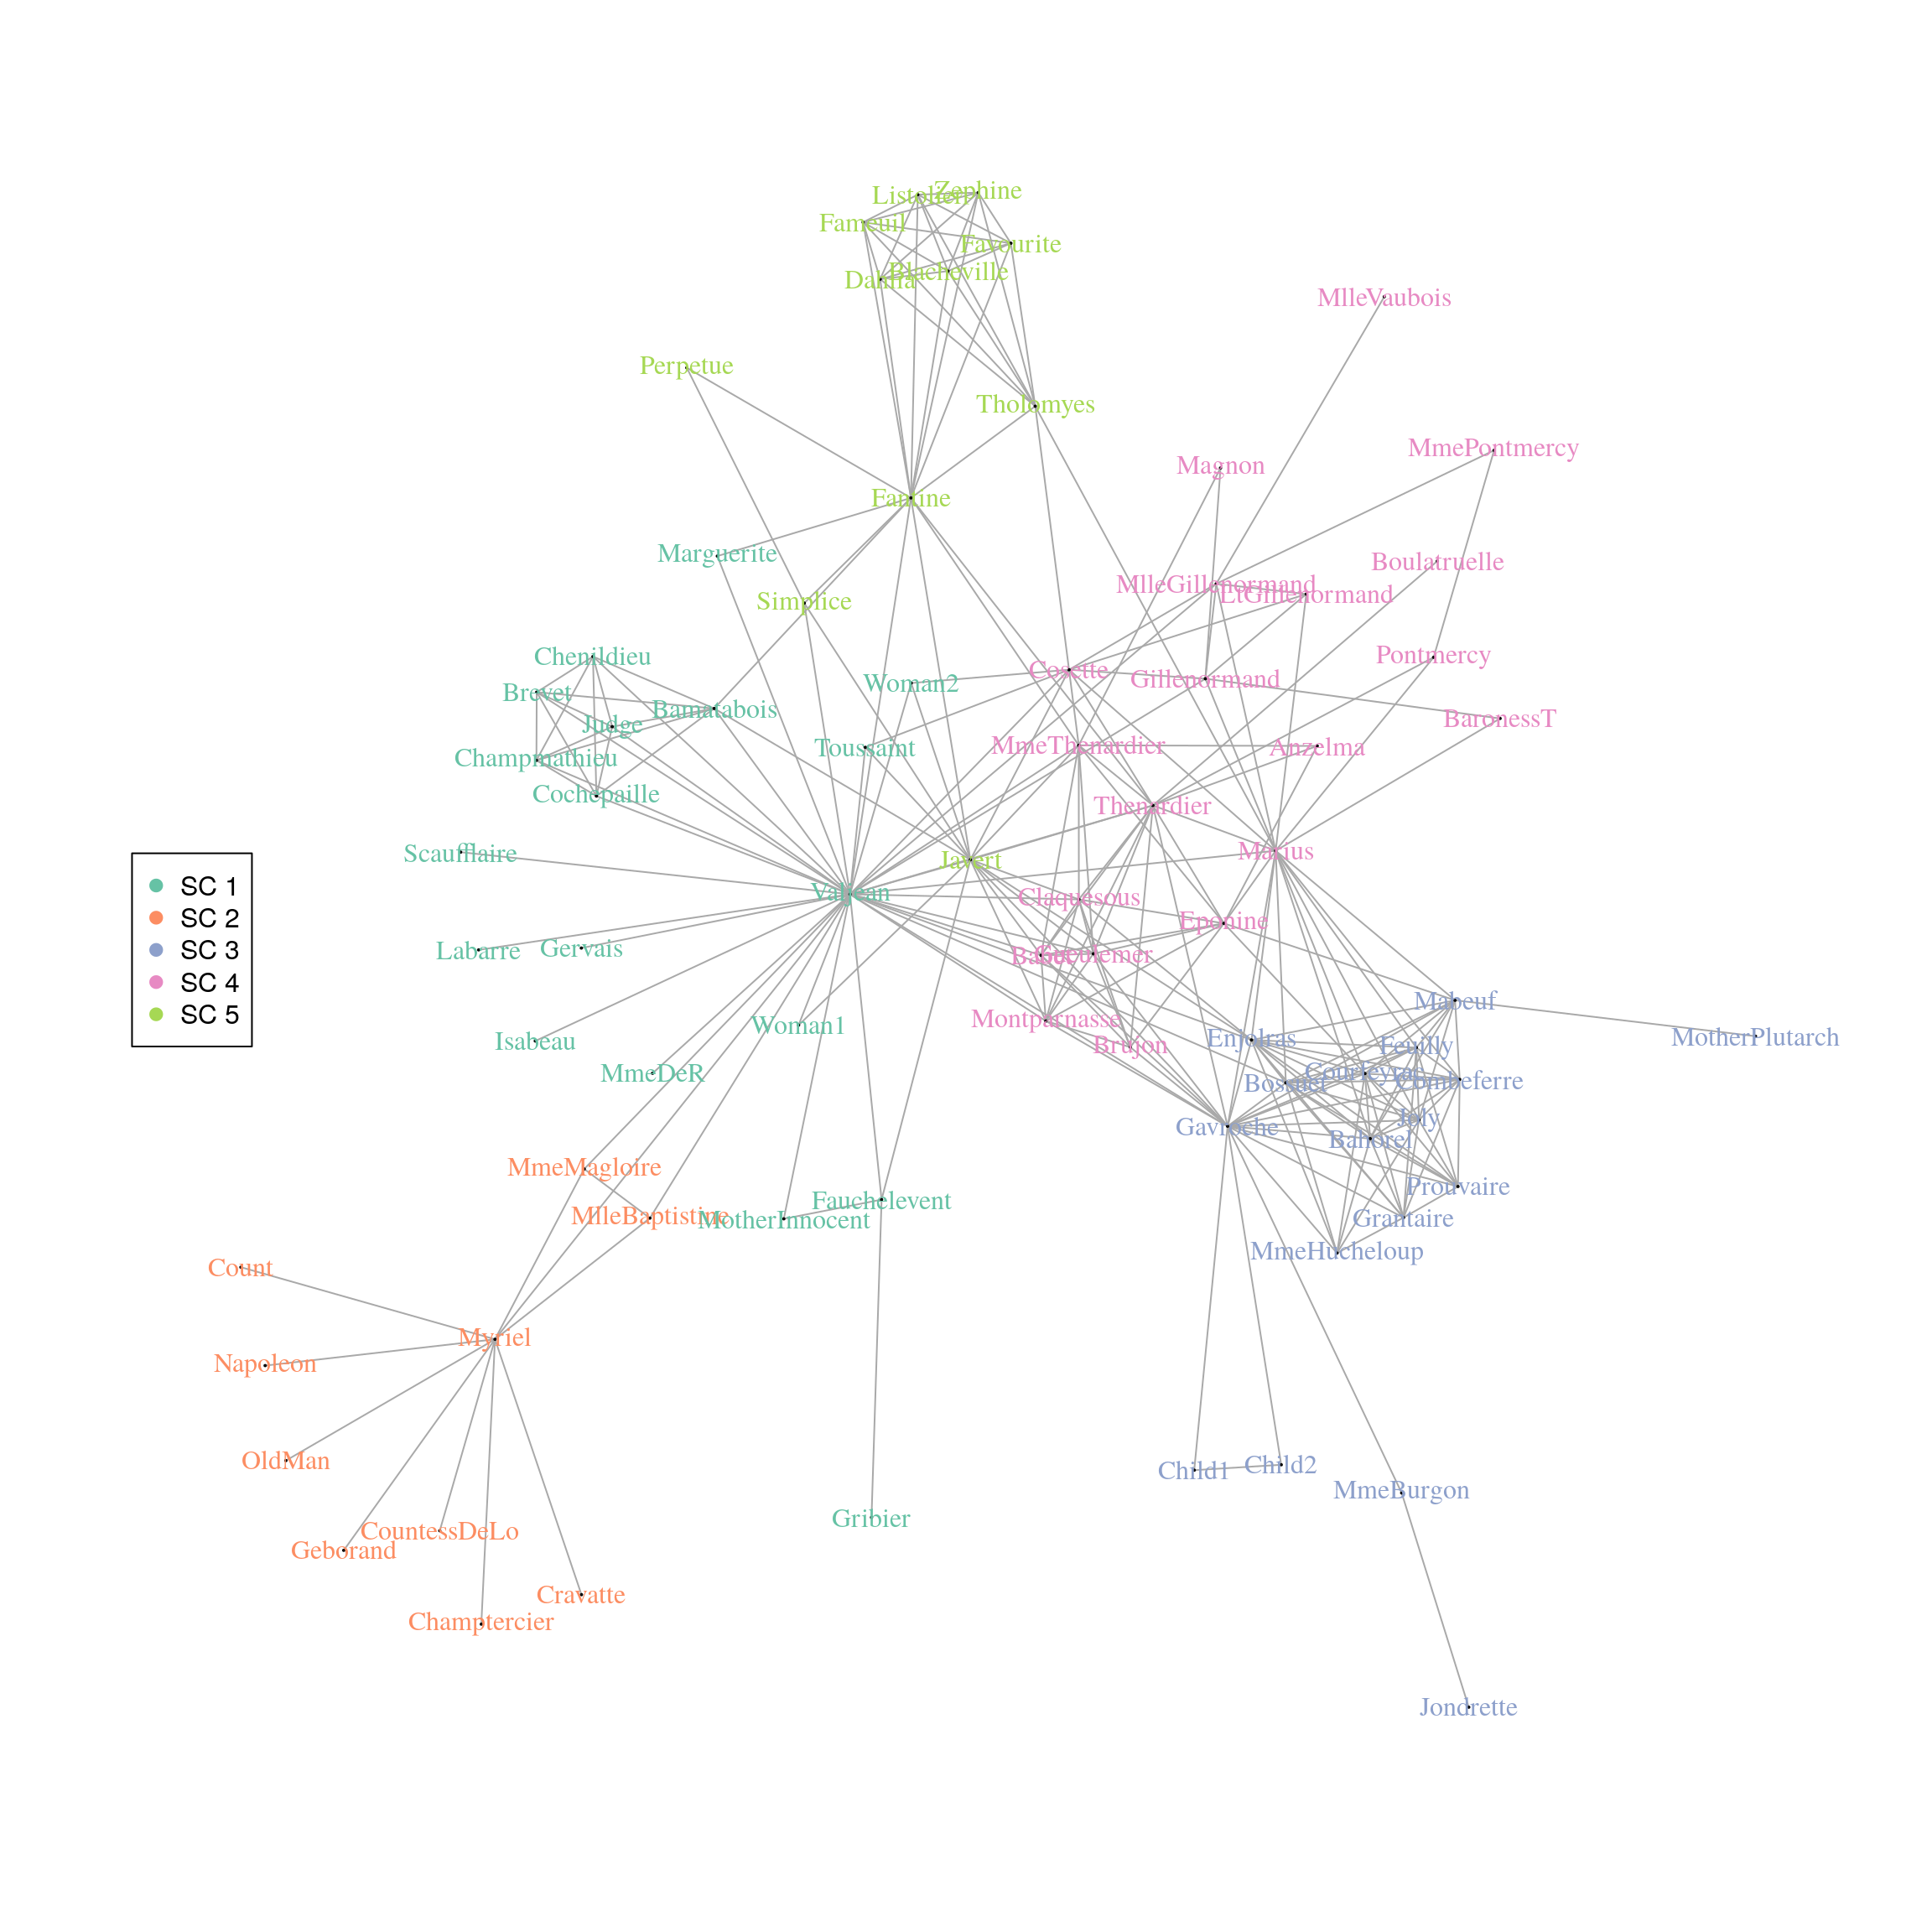 Zephine
Listolier
Fameuil
Favourite
Blacheville
Dahlia
MlleVaubois
Perpetue
Tholomyes
MmePontmercy
Magnon
Fantine
Marguerite
Boulatruelle
MlleGillenormand
LtGillenormand
Simplice
Chenildieu
Pontmercy
Cosette
Gillenormand
Woman2
Brevet
Bamatabois
Judge
BaronessT
Toussaint
MmeThenardier
Anzelma
Champmathieu
Cochepaille
Thenardier
Scaufflaire
Javert
Marius
Valjean
Claquesous
Eponine
SC 1
SC 2
SC 3
SC 4
SC 5
Labarre
Gervais
Babet
Gueulemer
Mabeuf
Montparnasse
Woman1
Isabeau
Brujon
Enjolras
Feuilly
MotherPlutarch
MmeDeR
Bossuet
Courfeyrac
Combeferre
Joly
Gavroche
Bahorel
MmeMagloire
Prouvaire
Fauchelevent
MlleBaptistine
MotherInnocent
Grantaire
MmeHucheloup
Count
Myriel
Napoleon
OldMan
Child1
Child2
MmeBurgon
Gribier
CountessDeLo
Geborand
Cravatte
Champtercier
Jondrette